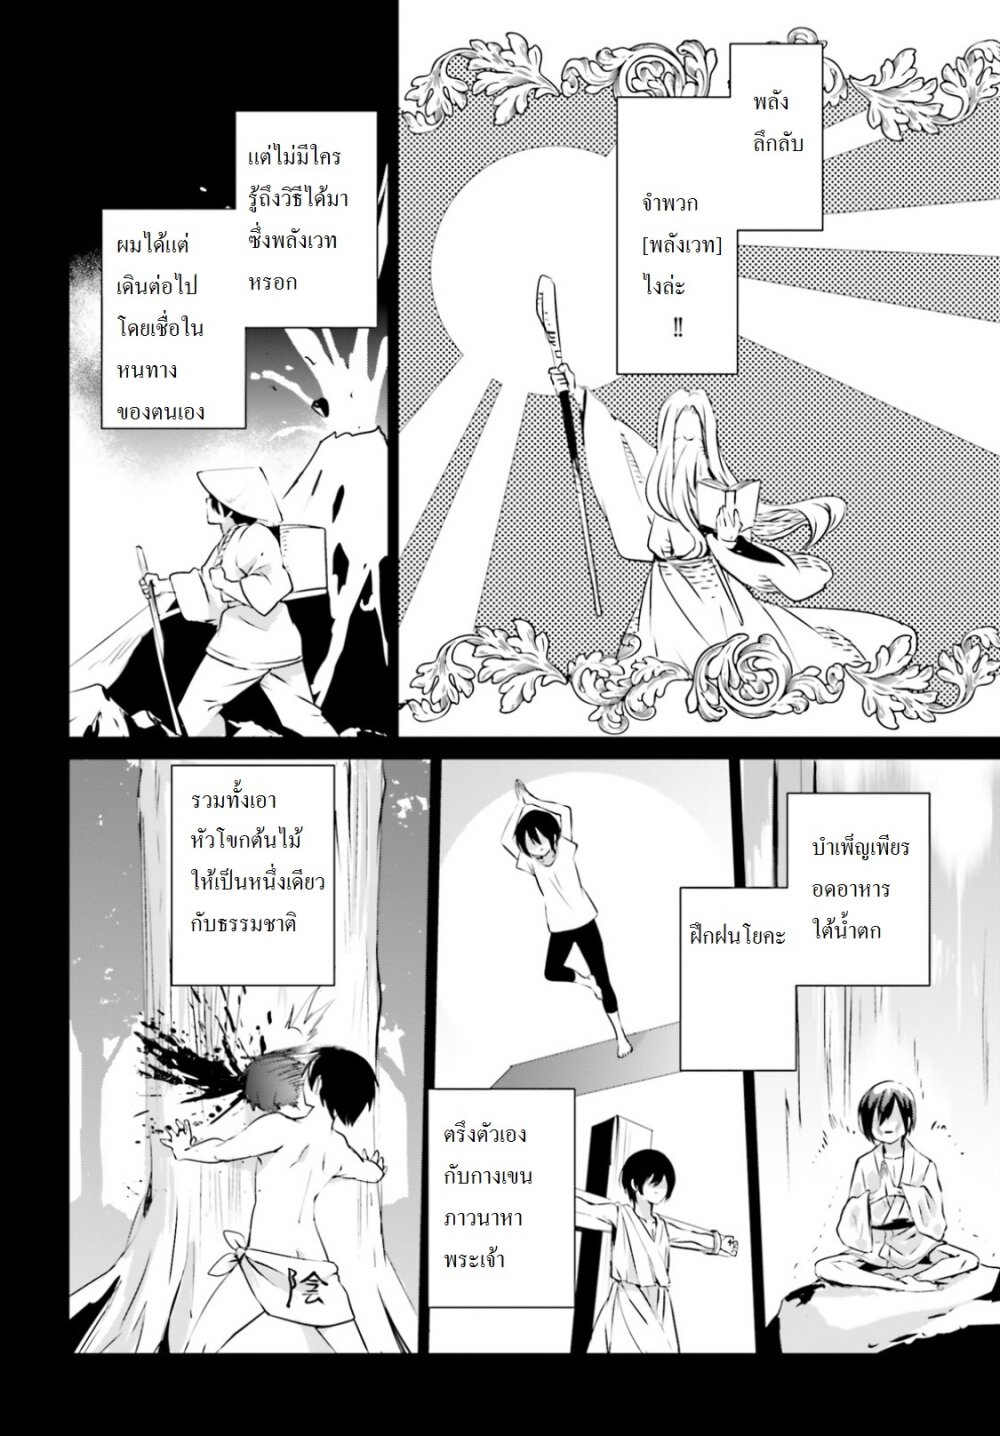 พลัง
ลึกลับ
จำพวก
[พลังเวท]
ไงล่ะ
!!
แต่ไม่มีใคร
รู้ถึงวิธีได้มา
ซึ่งพลังเวท
หรอก
ผมได้แต่
เดินต่อไป
โดยเชื่อใน
หนทาง
ของตนเอง
บำเพ็ญเพียร
อดอาหาร
ใต้น้ำตก
ฝึกฝนโยคะ
ตรึงตัวเอง
กับกางเขน
ภาวนาหา
พระเจ้า
รวมทั้งเอา
หัวโขกต้นไม้
ให้เป็นหนึ่งเดียว
กับธรรมชาติ
陰